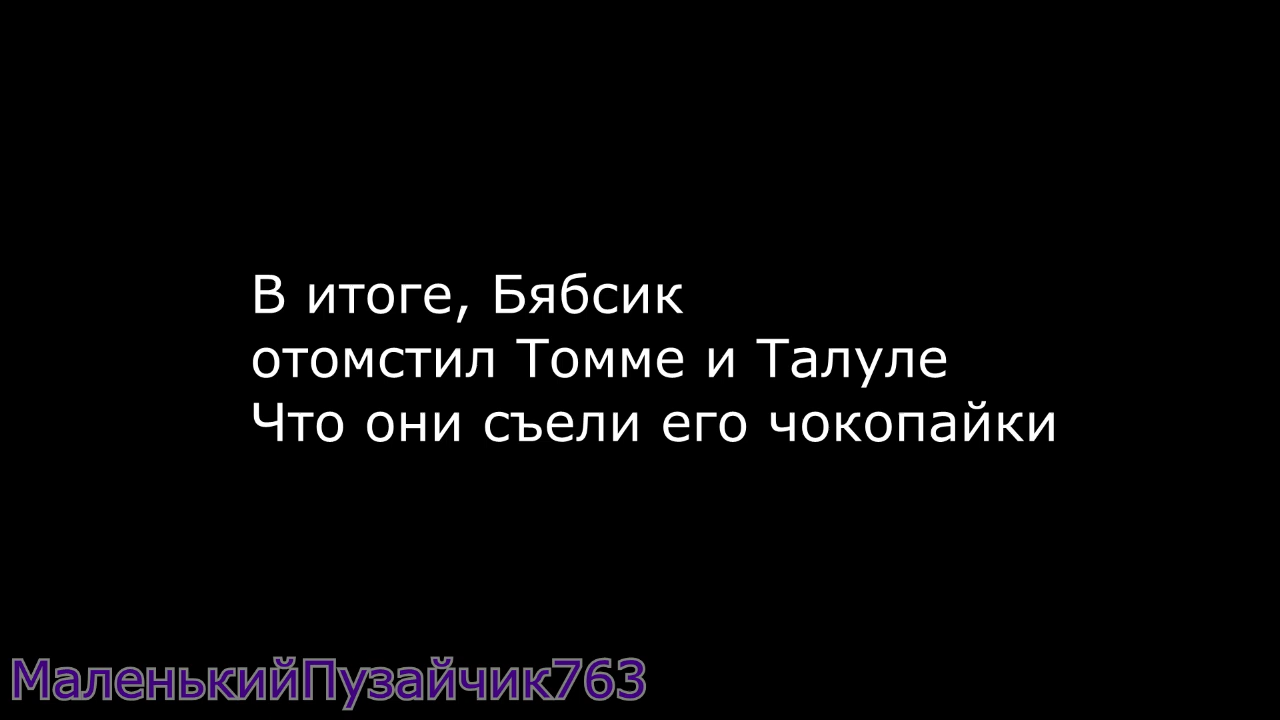 В итоге, Бябсик
отомстил Томме и Талуле
Что они съели его чокопайки
МаленькийПузайчик763